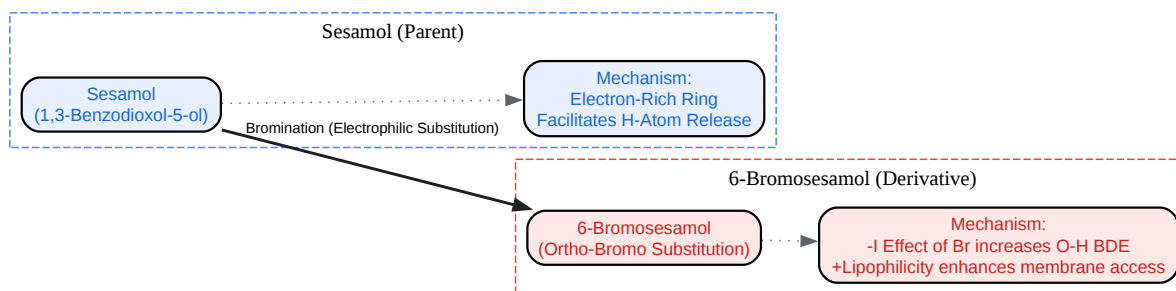 Sesamol (Parent)
Sesamol
(1,3-Benzodioxol-5-ol)
Mechanism:
Electron-Rich Ring
Facilitates H-Atom Release
Bromination (Electrophilic Substitution)
6-Bromosesamol (Derivative)
6-Bromosesamol
(Ortho-Bromo Substitution)
Mechanism:
-I Effect of Br increases O-H BDE
+Lipophilicity enhances membrane access